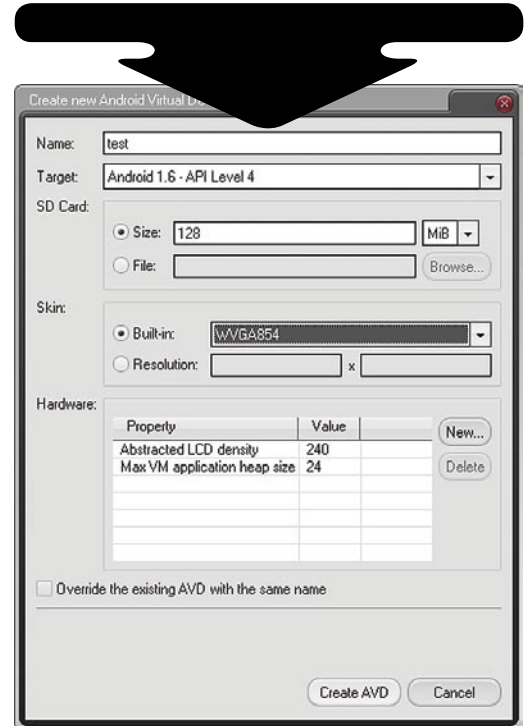 Create new Android Virtual De
Name: test
Target: Android 1.6 - API Level 4
SD Card:
Size: 128 MiB
File: Browse...
Skin:
Built-in: WVGA854
Resolution: x
Hardware:
Property Value New...
Abstracted LCD density 240
Max VM application heap size 24 Delete
Override the existing AVD with the same name
Create AVD Cancel